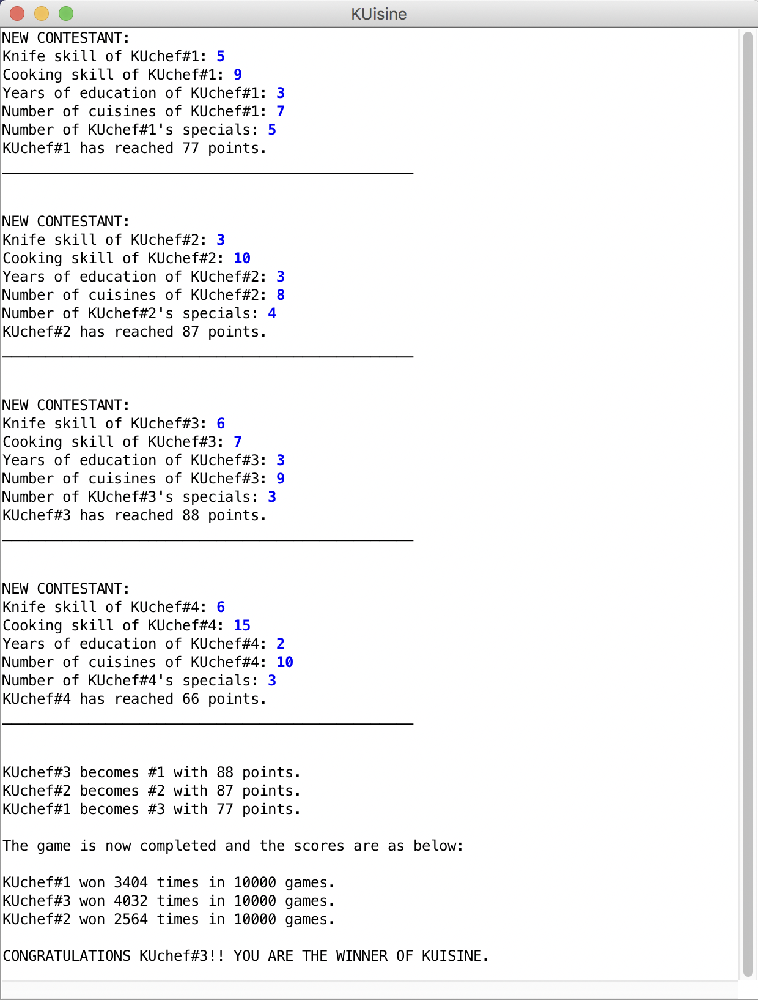 KUisine
NEW CONTESTANT:
Knife skill of KUchef#1: 5
Cooking skill of KUchef#1: 9
Years of education of KUchef#1: 3
Number of cuisines of KUchef#1: 7
Number of KUchef#1's specials: 5
KUchef#1 has reached 77 points.
________________________________________________
NEW CONTESTANT:
Knife skill of KUchef#2: 3
Cooking skill of KUchef#2: 10
Years of education of KUchef#2: 3
Number of cuisines of KUchef#2: 8
Number of KUchef#2's specials: 4
KUchef#2 has reached 87 points.
________________________________________________
NEW CONTESTANT:
Knife skill of KUchef#3: 6
Cooking skill of KUchef#3: 7
Years of education of KUchef#3: 3
Number of cuisines of KUchef#3: 9
Number of KUchef#3's specials: 3
KUchef#3 has reached 88 points.
________________________________________________
NEW CONTESTANT:
Knife skill of KUchef#4: 6
Cooking skill of KUchef#4: 15
Years of education of KUchef#4: 2
Number of cuisines of KUchef#4: 10
Number of KUchef#4's specials: 3
KUchef#4 has reached 66 points.
________________________________________________
KUchef#3 becomes #1 with 88 points.
KUchef#2 becomes #2 with 87 points.
KUchef#1 becomes #3 with 77 points.
The game is now completed and the scores are as below:
KUchef#1 won 3404 times in 10000 games.
KUchef#3 won 4032 times in 10000 games.
KUchef#2 won 2564 times in 10000 games.
CONGRATULATIONS KUchef#3!! YOU ARE THE WINNER OF KUISINE.